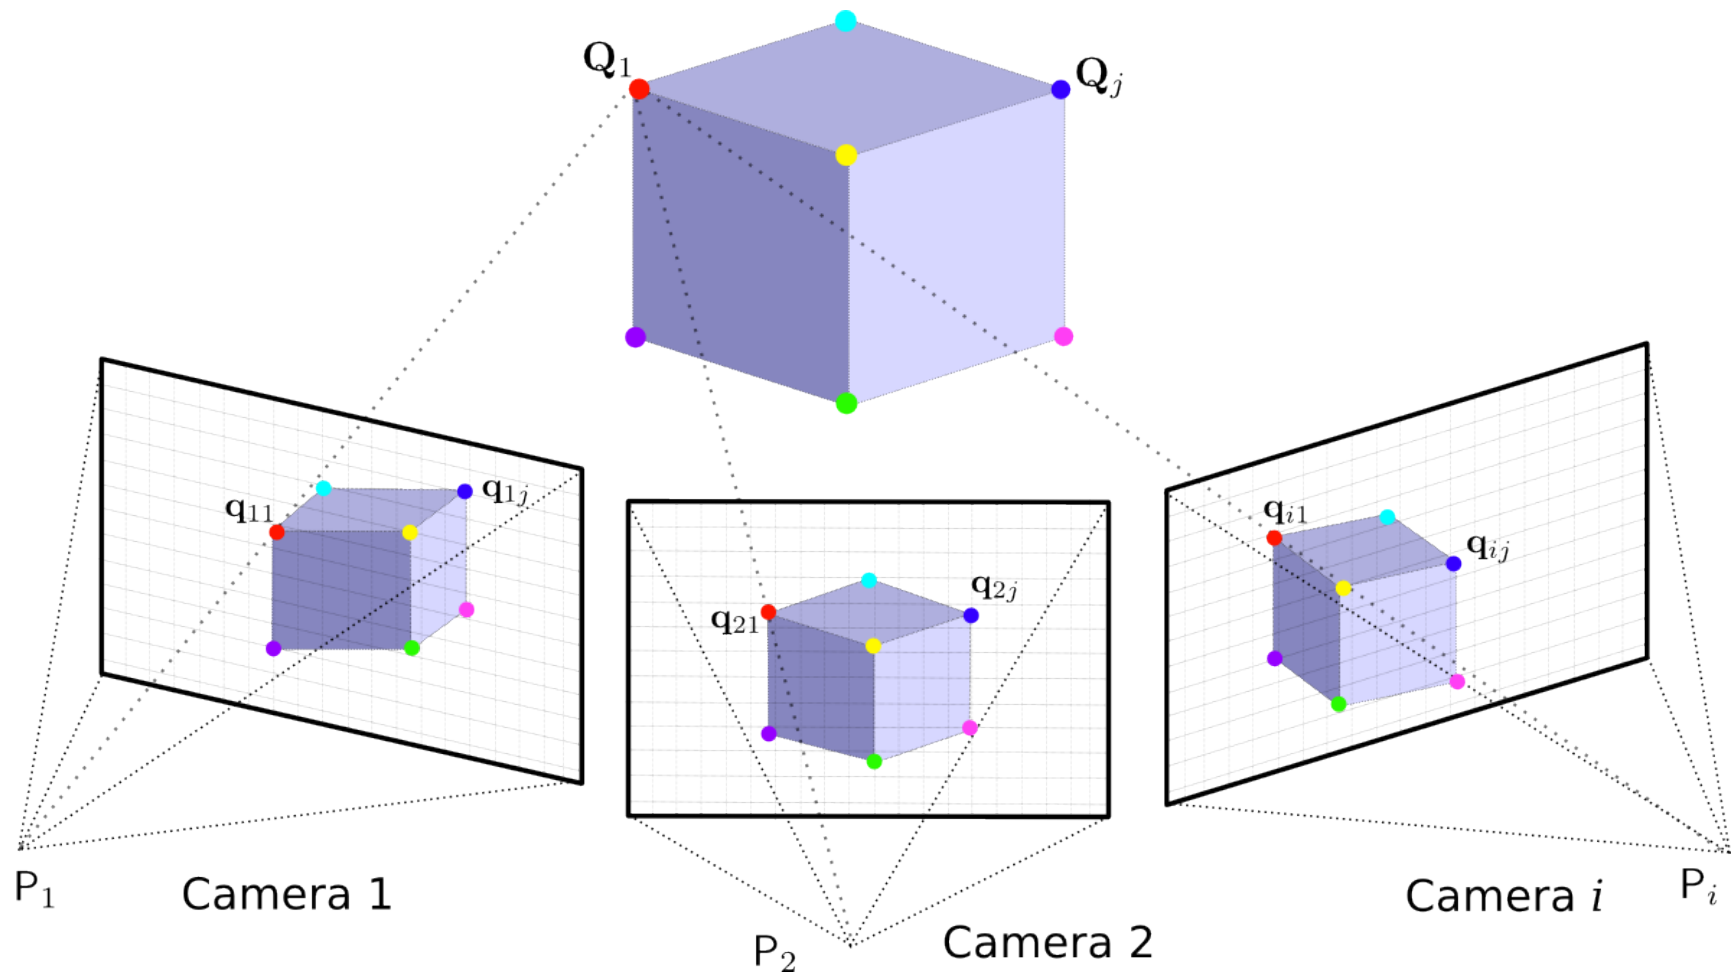 Q₁
Qⱼ
q₁₁
q₁ⱼ
q₂₁
q₂ⱼ
qᵢ₁
qᵢⱼ
P₁
Camera 1
P₂
Camera 2
Camera i
Pᵢ